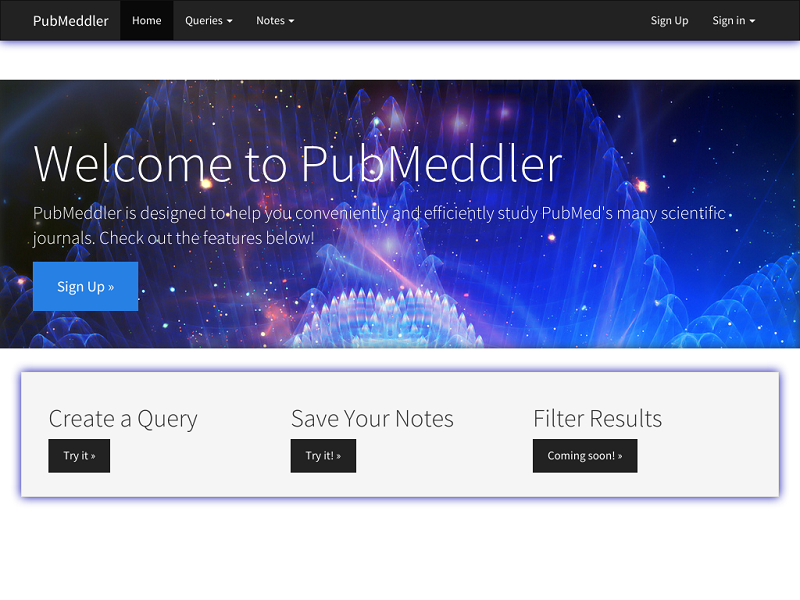 PubMeddler Home Queries Notes Sign Up Sign in
Welcome to PubMeddler
PubMeddler is designed to help you conveniently and efficiently study PubMed's many scientific
journals. Check out the features below!
Sign Up »
Create a Query Save Your Notes Filter Results
Try it » Try it! » Coming soon! »